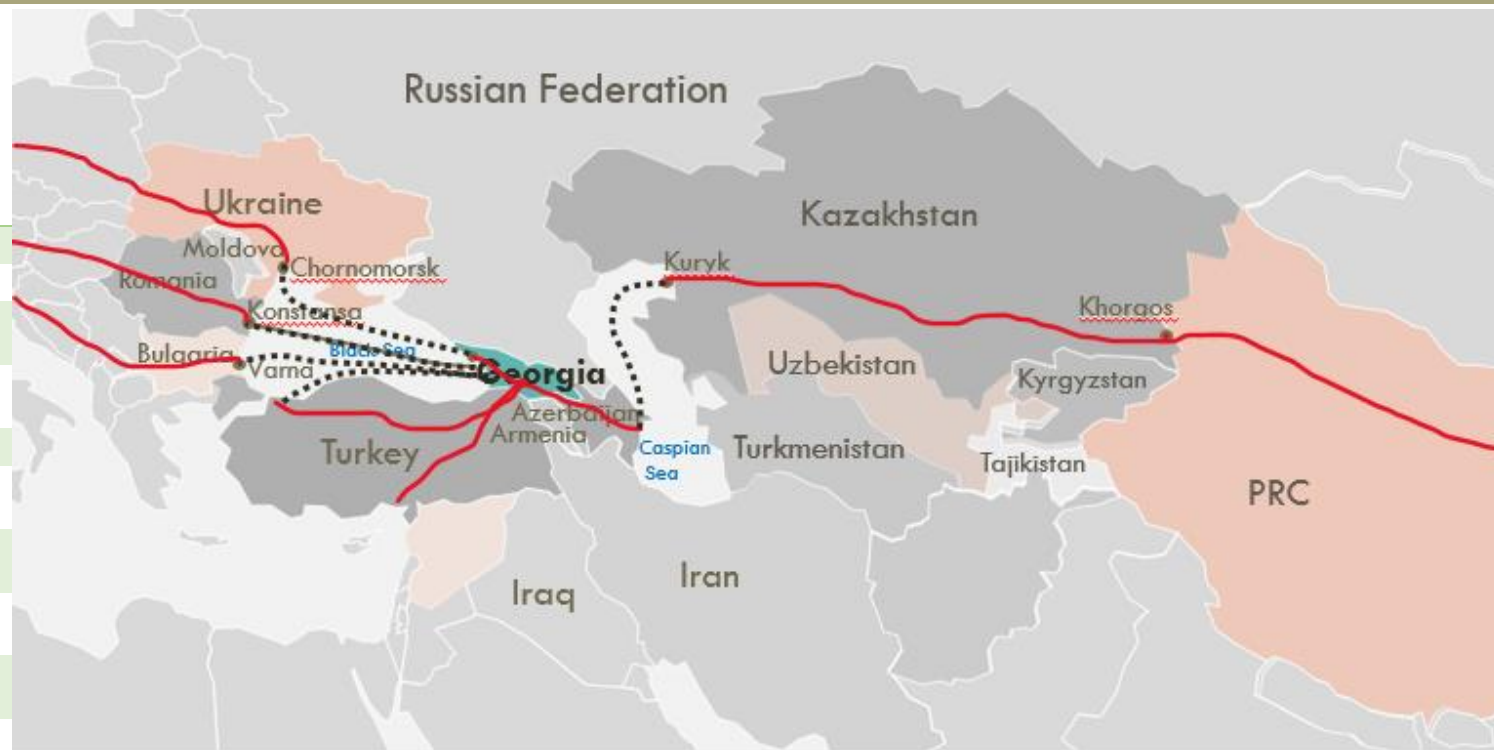 Russian Federation
Ukraine
Kazakhstan
Moldova
Chornomorsk
Kuryk
Romania
Konstansa
Khorgos
Black Sea
Bulgaria
Varna
Georgia
Uzbekistan
Kyrgyzstan
Azerbaijan
Armenia
Turkey
Caspian
Sea
Turkmenistan
Tajikistan
PRC
Iraq
Iran